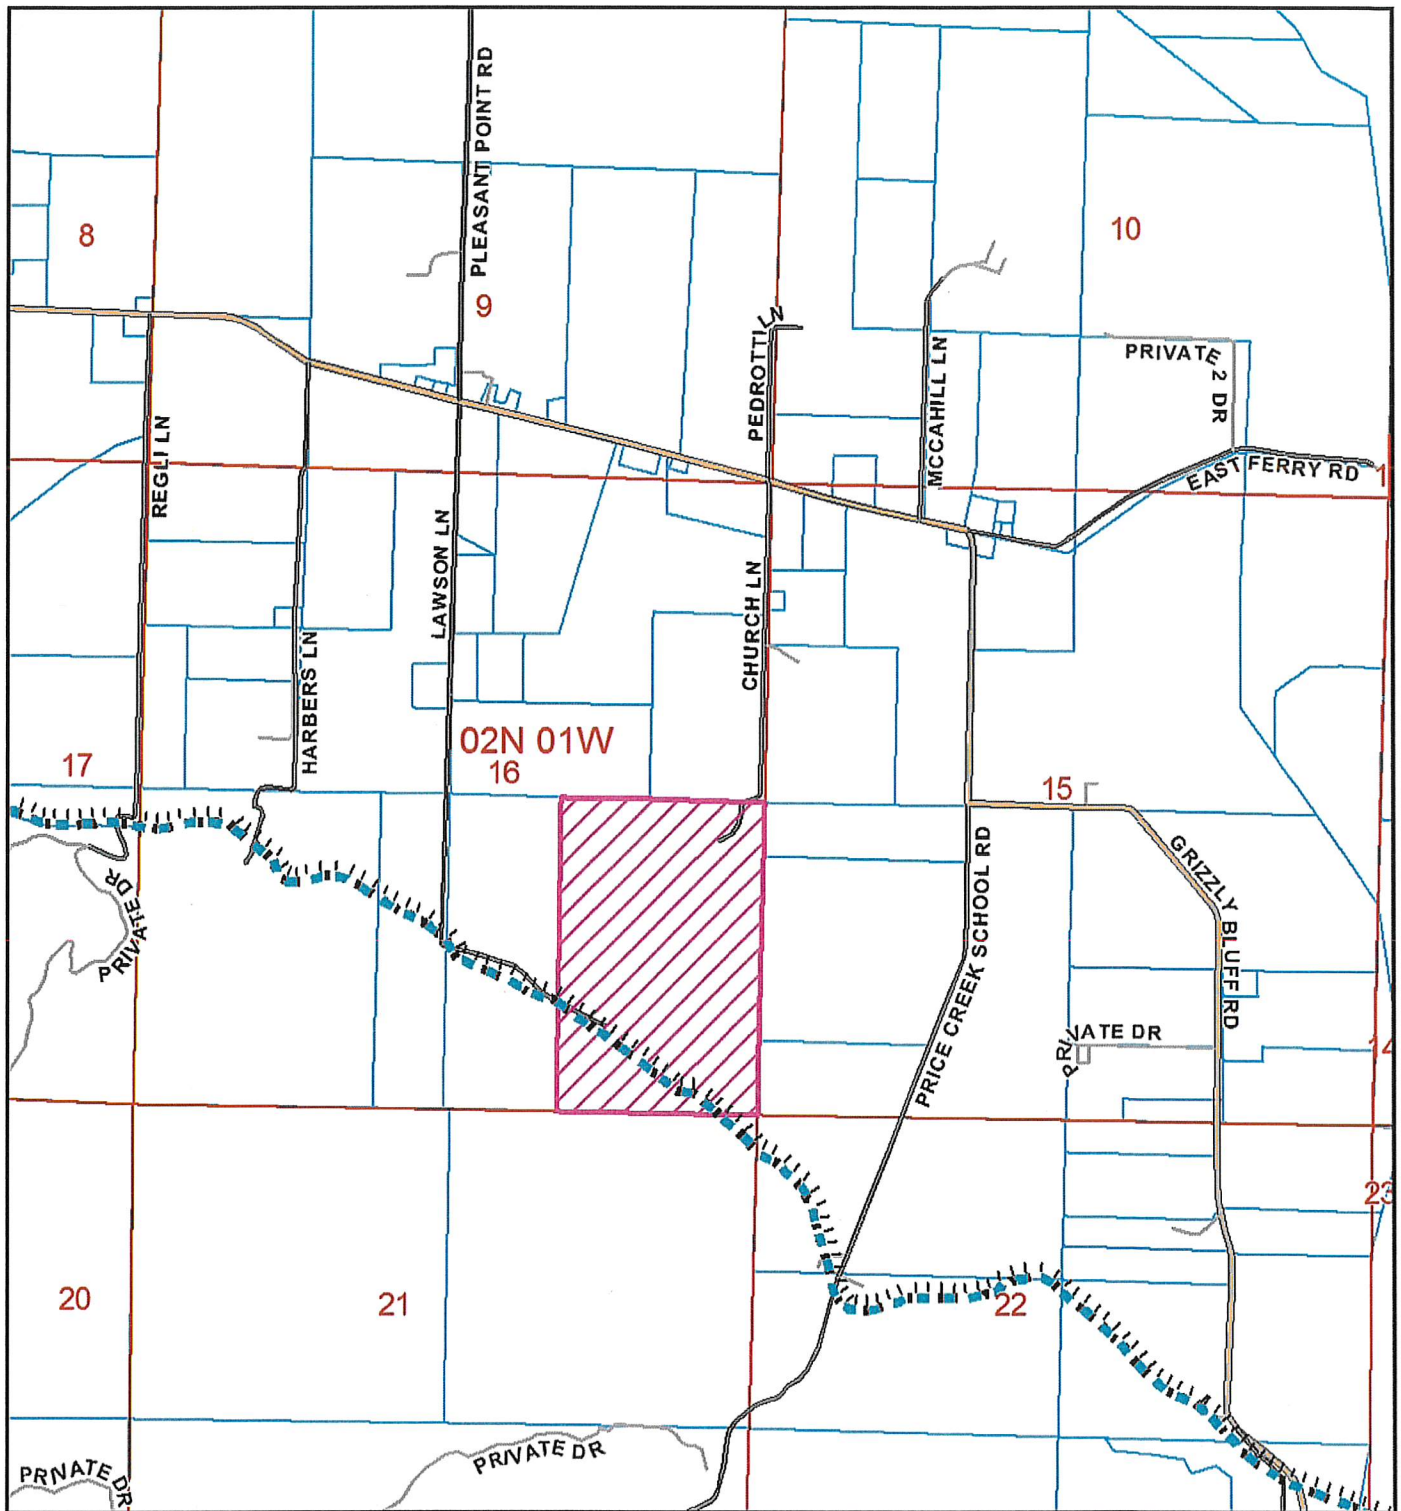 PLEASANT POINT RD
8
10
9
PEDROTTI LN
MCCAHILL LN
PRIVATE 2 DR
REGLI LN
EAST FERRY RD
1
LAWSON LN
CHURCH LN
HARBERS LN
02N 01W
17
16
15
GRIZZLY BLUFF RD
PRIVATE DR
PRICE CREEK SCHOOL RD
PRIVATE DR
14
23
20
21
22
PRIVATE DR
PRIVATE DR